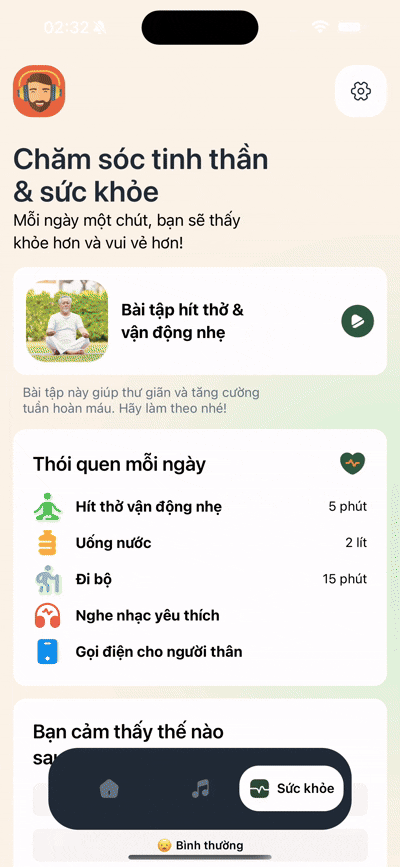 02:32
Chăm sóc tinh thần
& sức khỏe
Mỗi ngày một chút, bạn sẽ thấy
khỏe hơn và vui vẻ hơn!
Bài tập hít thở &
vận động nhẹ
Bài tập này giúp thư giãn và tăng cường
tuần hoàn máu. Hãy làm theo nhé!
Thói quen mỗi ngày
Hít thở vận động nhẹ 5 phút
Uống nước 2 lít
Đi bộ 15 phút
Nghe nhạc yêu thích
Gọi điện cho người thân
Bạn cảm thấy thế nào
Sức khỏe
Bình thường